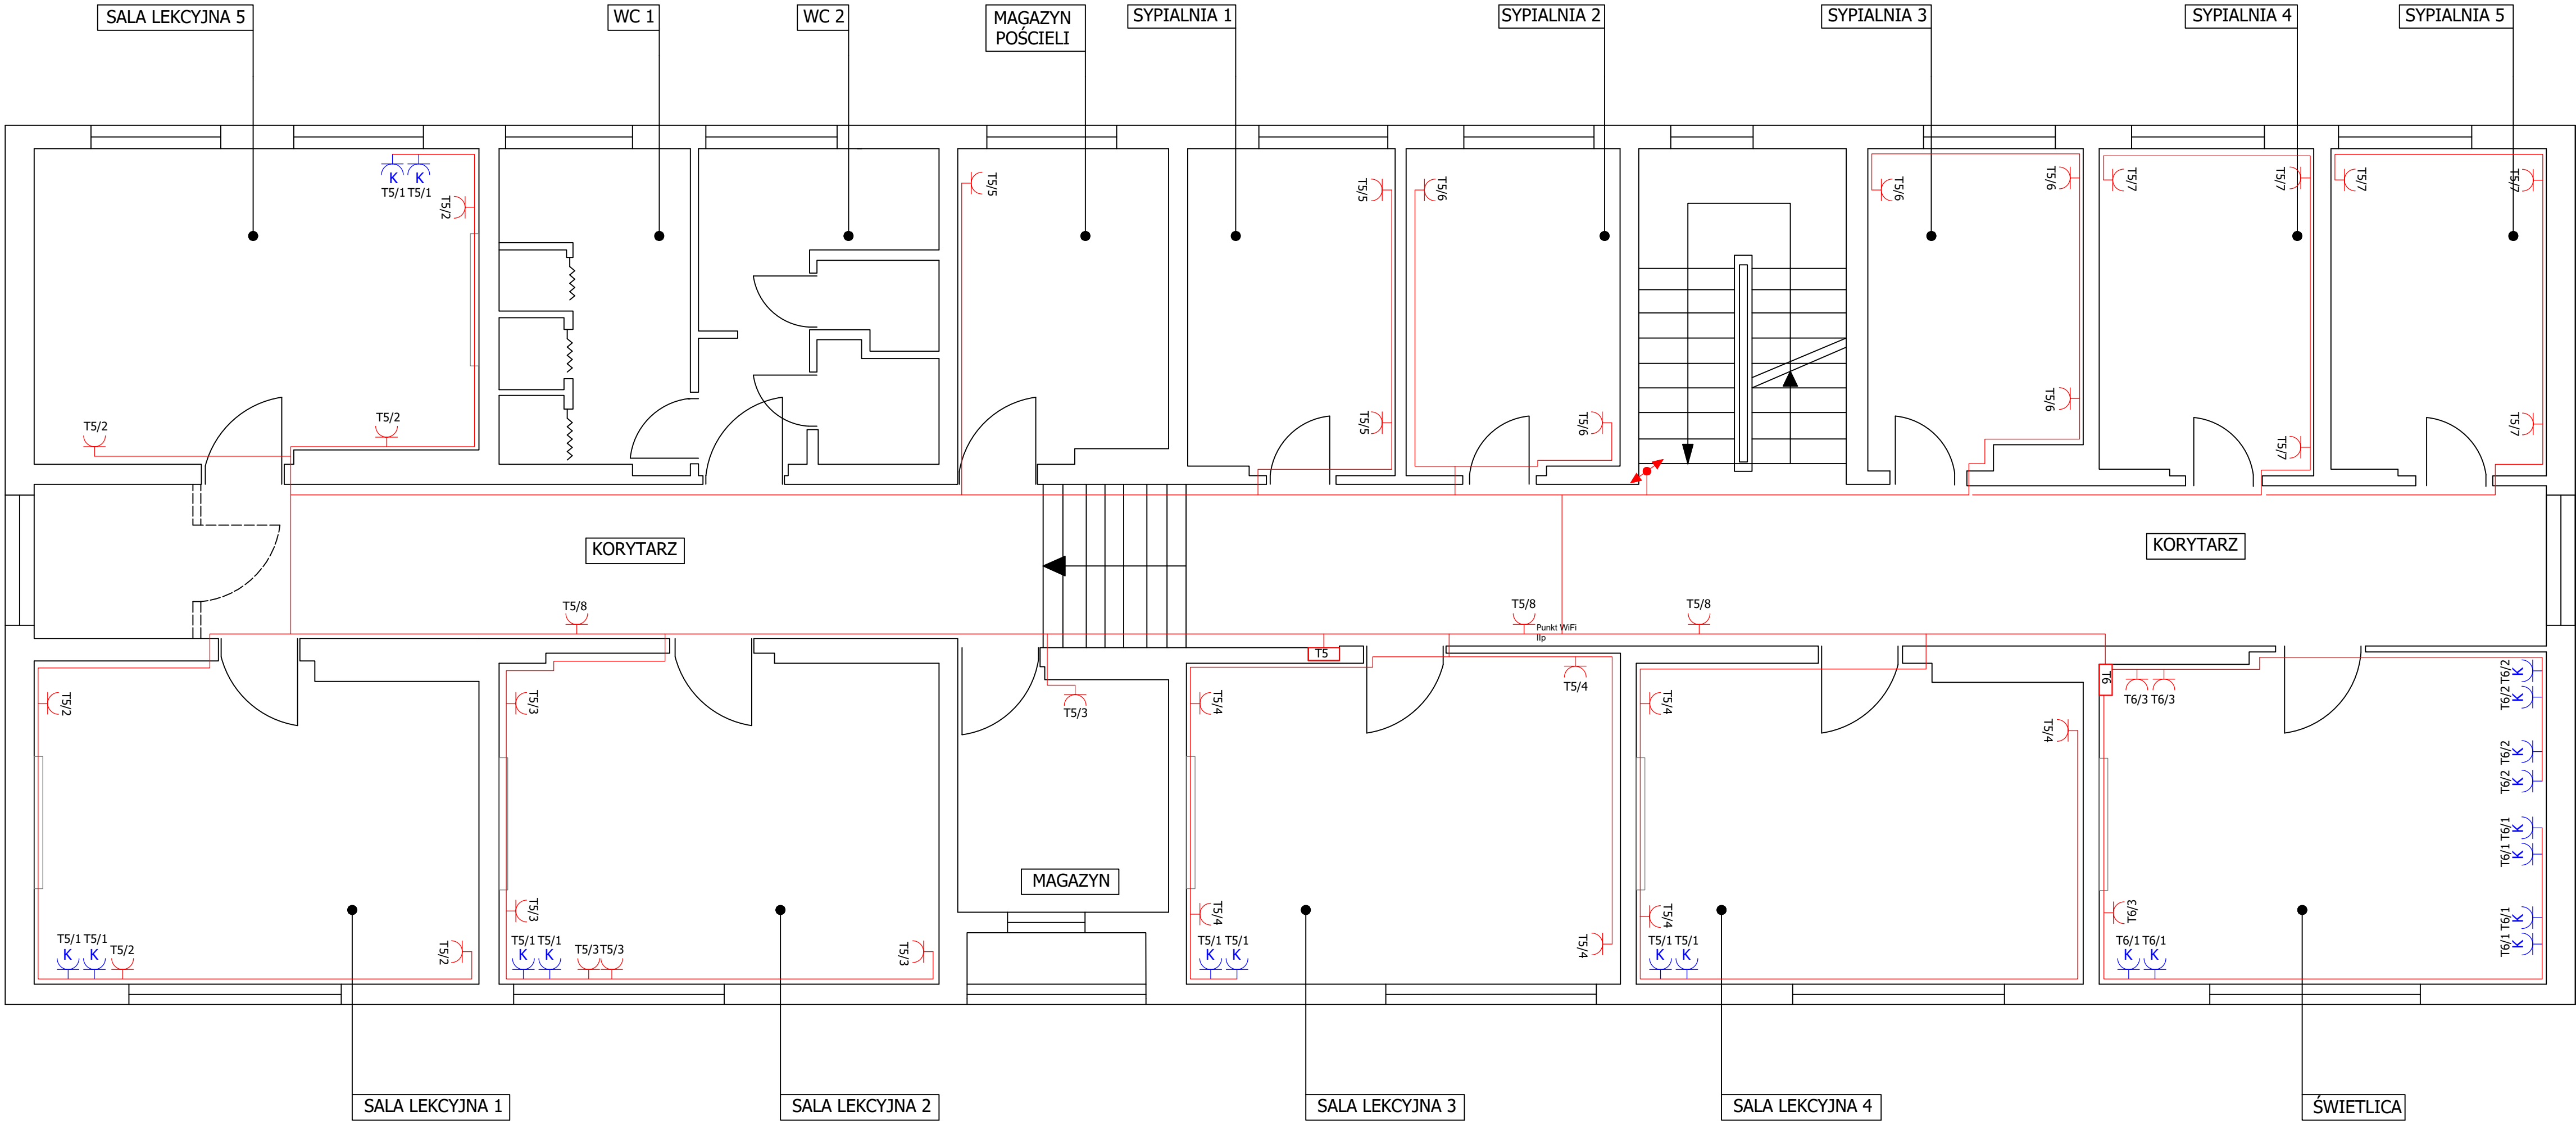 SALA LEKCYJNA 5
WC 1
WC 2
MAGAZYN
POŚCIELI
SYPIALNIA 1
SYPIALNIA 2
SYPIALNIA 3
SYPIALNIA 4
SYPIALNIA 5
K
K
T5/1
T5/1
T5/2
T5/2
T5/2
T5/5
T5/5
T5/5
T5/6
T5/6
T5/6
T5/6
T5/6
T5/7
T5/7
T5/7
T5/7
T5/7
T5/7
KORYTARZ
KORYTARZ
T5/8
T5/8
T5/8
Punkt WiFi
IIp
T5
T6
T5/2
T5/1
T5/1
K
K
T5/2
T5/2
T5/3
T5/3
T5/1
T5/1
K
K
T5/3
T5/3
T5/3
T5/3
MAGAZYN
T5/4
T5/4
T5/4
T5/1
T5/1
K
K
T5/4
T5/4
T5/4
T5/4
T5/1
T5/1
K
K
T6/3
T6/3
T6/3
T6/1
T6/1
K
K
T6/2
K
T6/2
K
T6/2
K
T6/2
K
T6/1
K
T6/1
K
T6/1
K
T6/1
K
SALA LEKCYJNA 1
SALA LEKCYJNA 2
SALA LEKCYJNA 3
SALA LEKCYJNA 4
ŚWIETLICA